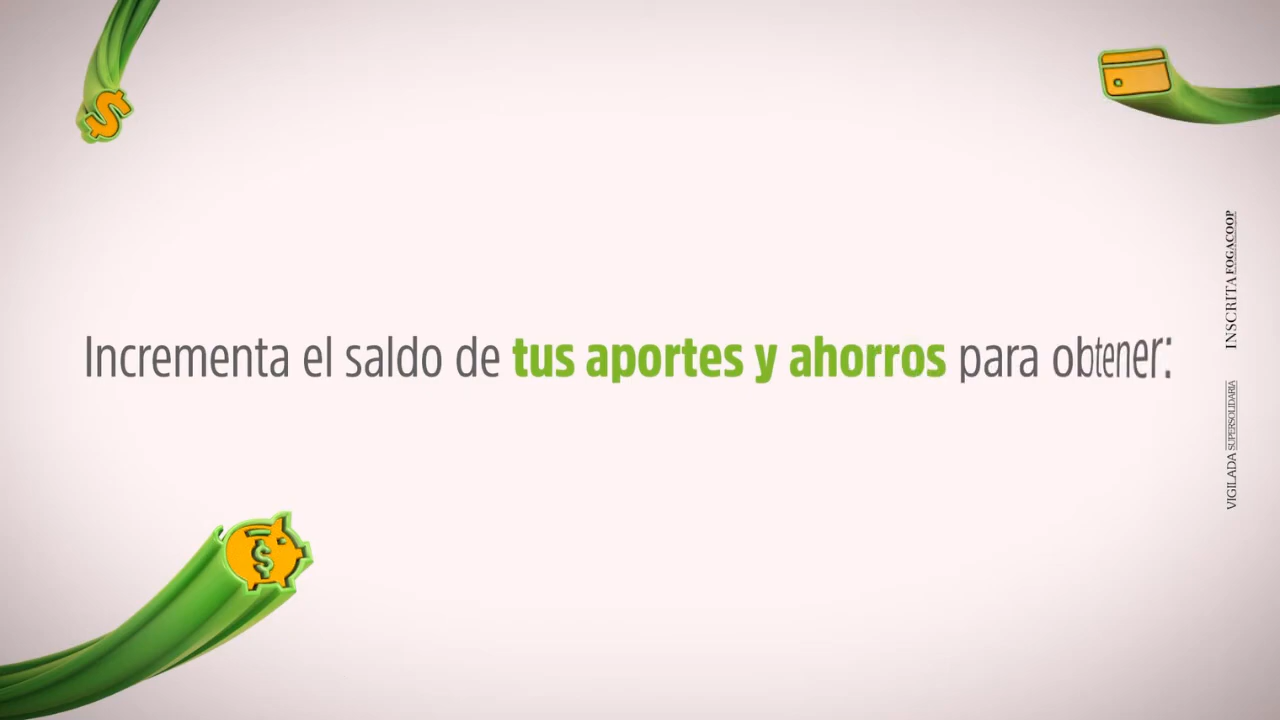 Incrementa el saldo de tus aportes y ahorros para obtener:
INSCRITA FOGACOOP
VIGILADA SUPERSOLIDARIA